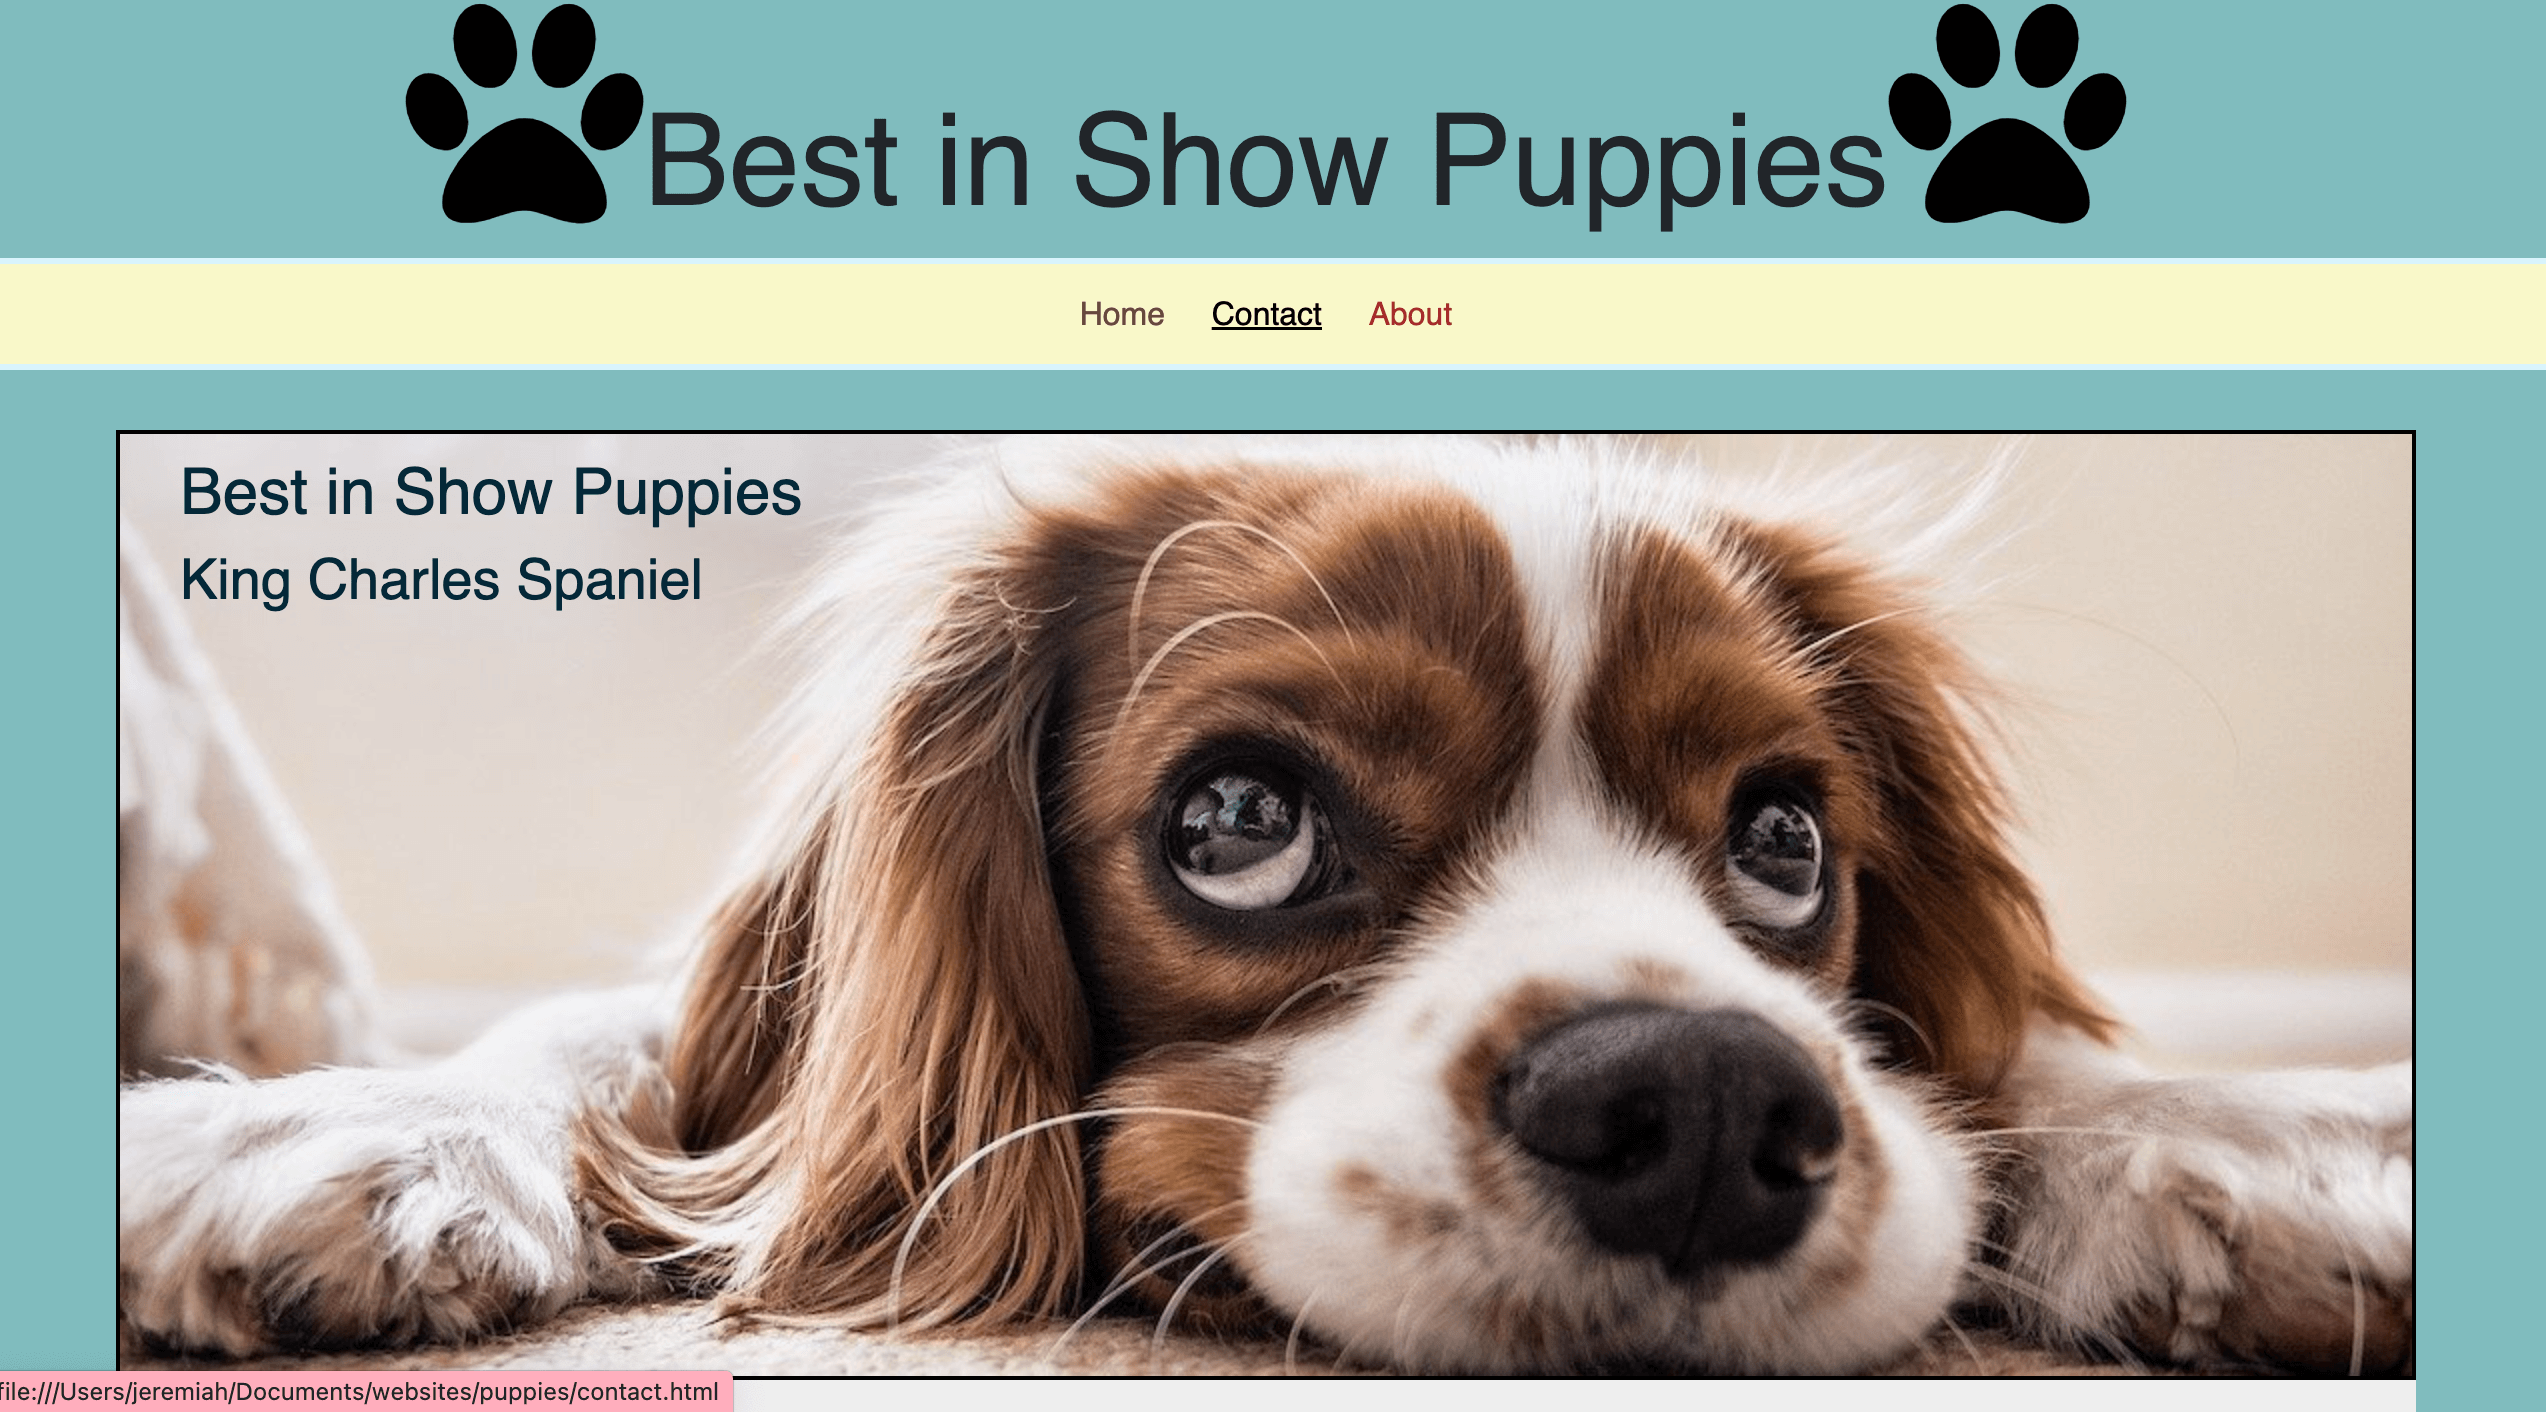 Best in Show Puppies
Home Contact About
Best in Show Puppies
King Charles Spaniel
file:///Users/jeremiah/Documents/websites/puppies/contact.html